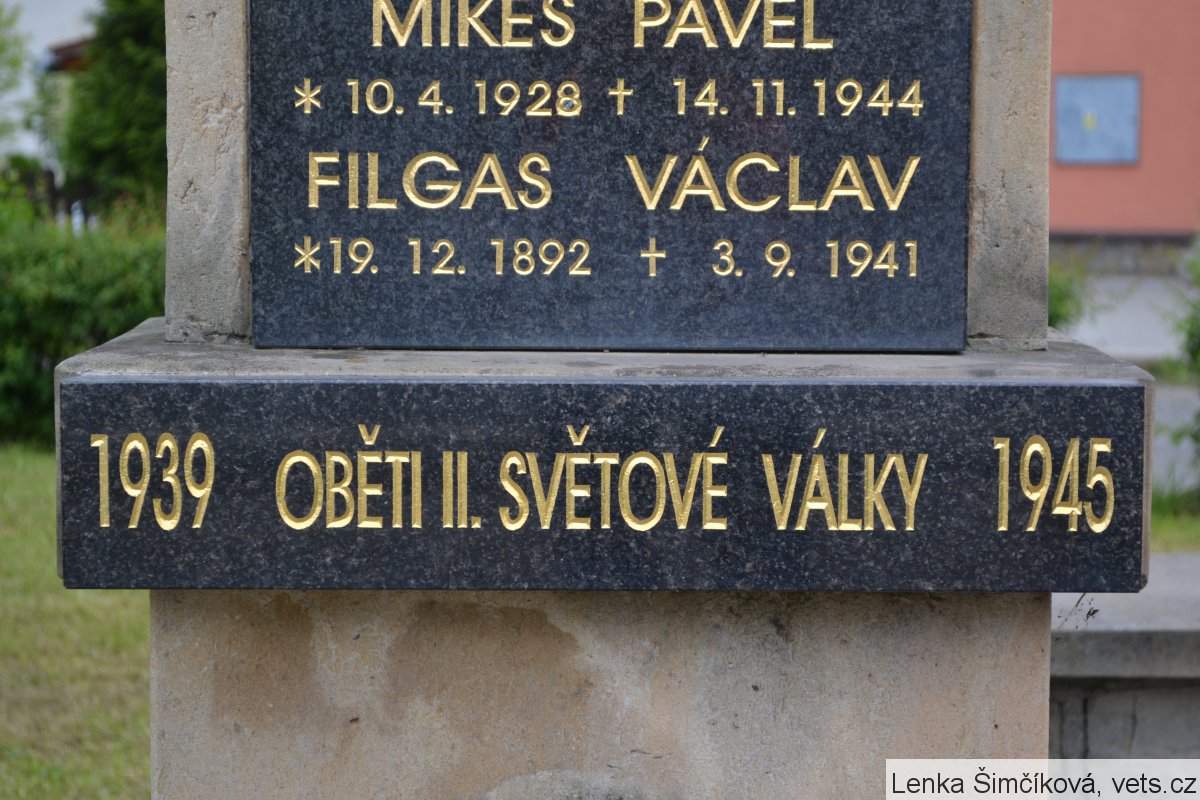 MIKEŠ PAVEL
* 10. 4. 1928 † 14. 11. 1944
FILGAS VÁCLAV
* 19. 12. 1892 † 3. 9. 1941
1939 OBĚTI II. SVĚTOVÉ VÁLKY 1945
Lenka Šimčíková, vets.cz